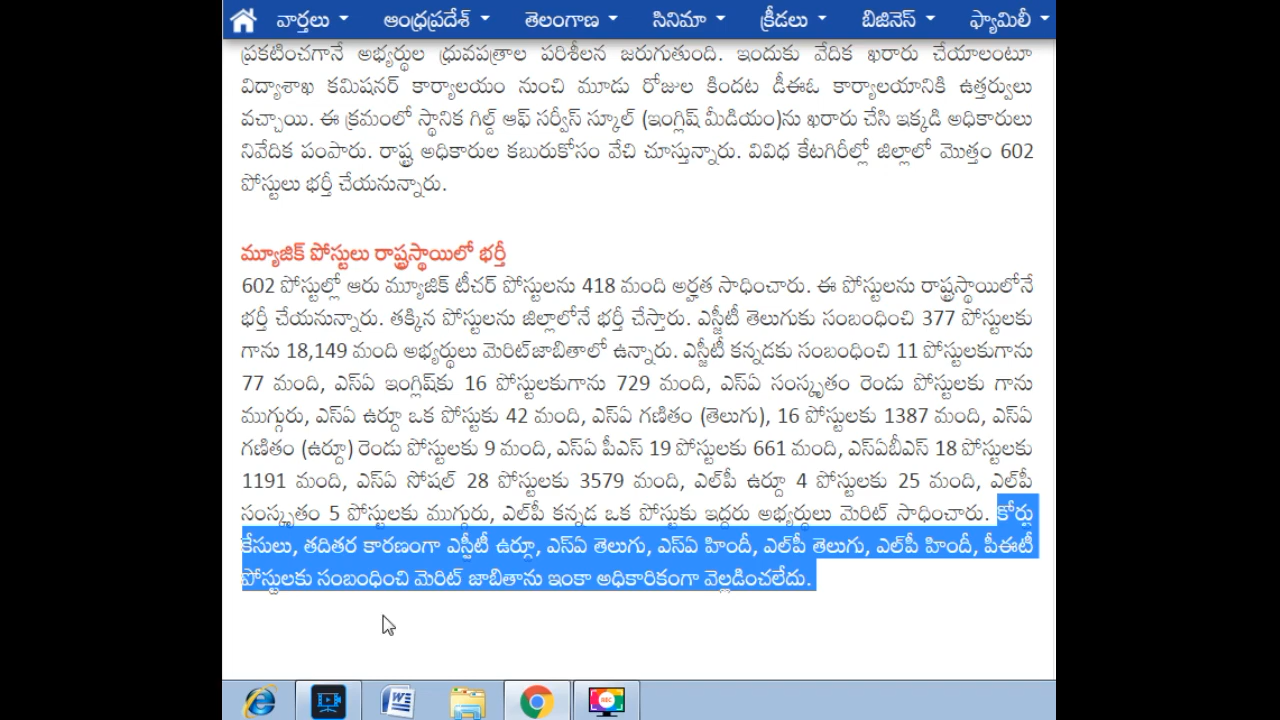 వార్తలు ఆంధ్రప్రదేశ్ తెలంగాణ సినిమా క్రీడలు బిజినెస్ ఫ్యామిలీ
ప్రకటించగానే అభ్యర్థుల ధ్రువపత్రాల పరిశీలన జరుగుతుంది. ఇందుకు వేదిక ఖరారు చేయాలంటూ
విద్యాశాఖ కమిషనర్ కార్యాలయం నుంచి మూడు రోజుల కిందట డీఈఓ కార్యాలయానికి ఉత్తర్వులు
వచ్చాయి. ఈ క్రమంలో స్థానిక గిల్డ్ ఆఫ్ సర్వీస్ స్కూల్ (ఇంగ్లిష్ మీడియం)ను ఖరారు చేసి ఇక్కడి అధికారులు
నివేదిక పంపారు. రాష్ట్ర అధికారుల కబురుకోసం వేచి చూస్తున్నారు. వివిధ కేటగిరీల్లో జిల్లాలో మొత్తం 602
పోస్టులు భర్తీ చేయనున్నారు.
మ్యూజిక్ పోస్టులు రాష్ట్రస్థాయిలో భర్తీ
602 పోస్టుల్లో ఆరు మ్యూజిక్ టీచర్ పోస్టులను 418 మంది అర్హత సాధించారు. ఈ పోస్టులను రాష్ట్రస్థాయిలోనే
భర్తీ చేయనున్నారు. తక్కిన పోస్టులను జిల్లాలోనే భర్తీ చేస్తారు. ఎస్జీటీ తెలుగుకు సంబంధించి 377 పోస్టులకు
గాను 18,149 మంది అభ్యర్థులు మెరిట్‌జాబితాలో ఉన్నారు. ఎస్జీటీ కన్నడకు సంబంధించి 11 పోస్టులకుగాను
77 మంది, ఎస్ఏ ఇంగ్లిష్‌కు 16 పోస్టులకుగాను 729 మంది, ఎస్ఏ సంస్కృతం రెండు పోస్టులకు గాను
ముగ్గురు, ఎస్ఏ ఉర్దూ ఒక పోస్టుకు 42 మంది, ఎస్ఏ గణితం (తెలుగు), 16 పోస్టులకు 1387 మంది, ఎస్ఏ
గణితం (ఉర్దూ) రెండు పోస్టులకు 9 మంది, ఎస్ఏ పీఎస్ 19 పోస్టులకు 661 మంది, ఎస్ఏబీఎస్ 18 పోస్టులకు
1191 మంది, ఎస్ఏ సోషల్ 28 పోస్టులకు 3579 మంది, ఎల్‌పీ ఉర్దూ 4 పోస్టులకు 25 మంది, ఎల్‌పీ
సంస్కృతం 5 పోస్టులకు ముగ్గురు, ఎల్‌పీ కన్నడ ఒక పోస్టుకు ఇద్దరు అభ్యర్థులు మెరిట్ సాధించారు. కోర్టు
కేసులు, తదితర కారణంగా ఎస్జీటీ ఉర్దూ, ఎస్ఏ తెలుగు, ఎస్ఏ హిందీ, ఎల్‌పీ తెలుగు, ఎల్‌పీ హిందీ, పీఈటీ
పోస్టులకు సంబంధించి మెరిట్ జాబితాను ఇంకా అధికారికంగా వెల్లడించలేదు.
REC